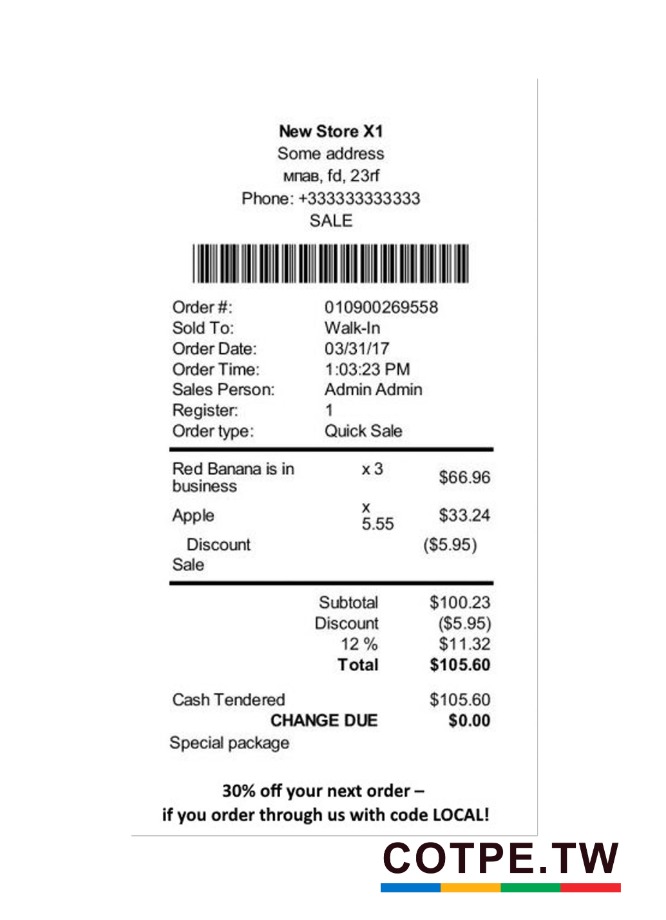 New Store X1
Some address
мпав, fd, 23rf
Phone: +333333333333
SALE
Order #: 010900269558
Sold To: Walk-In
Order Date: 03/31/17
Order Time: 1:03:23 PM
Sales Person: Admin Admin
Register: 1
Order type: Quick Sale
Red Banana is in business x 3 $66.96
Apple x 5.55 $33.24
Discount ($5.95)
Sale
Subtotal $100.23
Discount ($5.95)
12 % $11.32
Total $105.60
Cash Tendered $105.60
CHANGE DUE $0.00
Special package
30% off your next order –
if you order through us with code LOCAL!
COTPE.TW